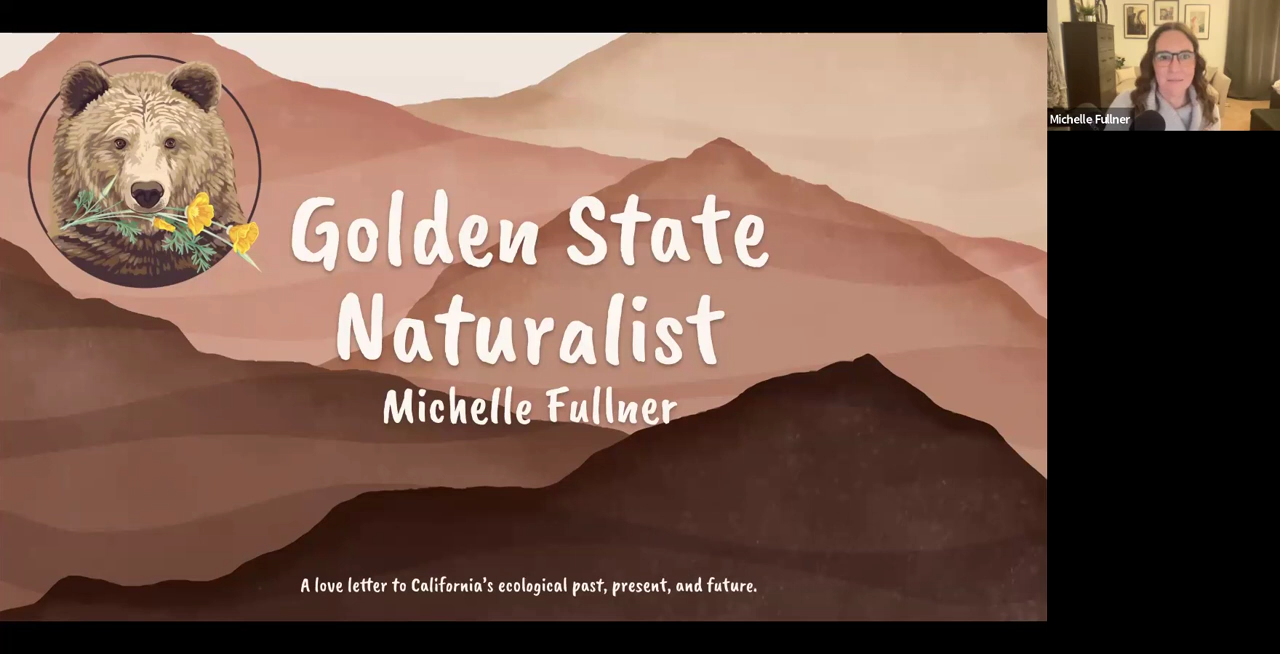 Golden State
Naturalist
Michelle Fullner
A love letter to California's ecological past, present, and future.
Michelle Fullner